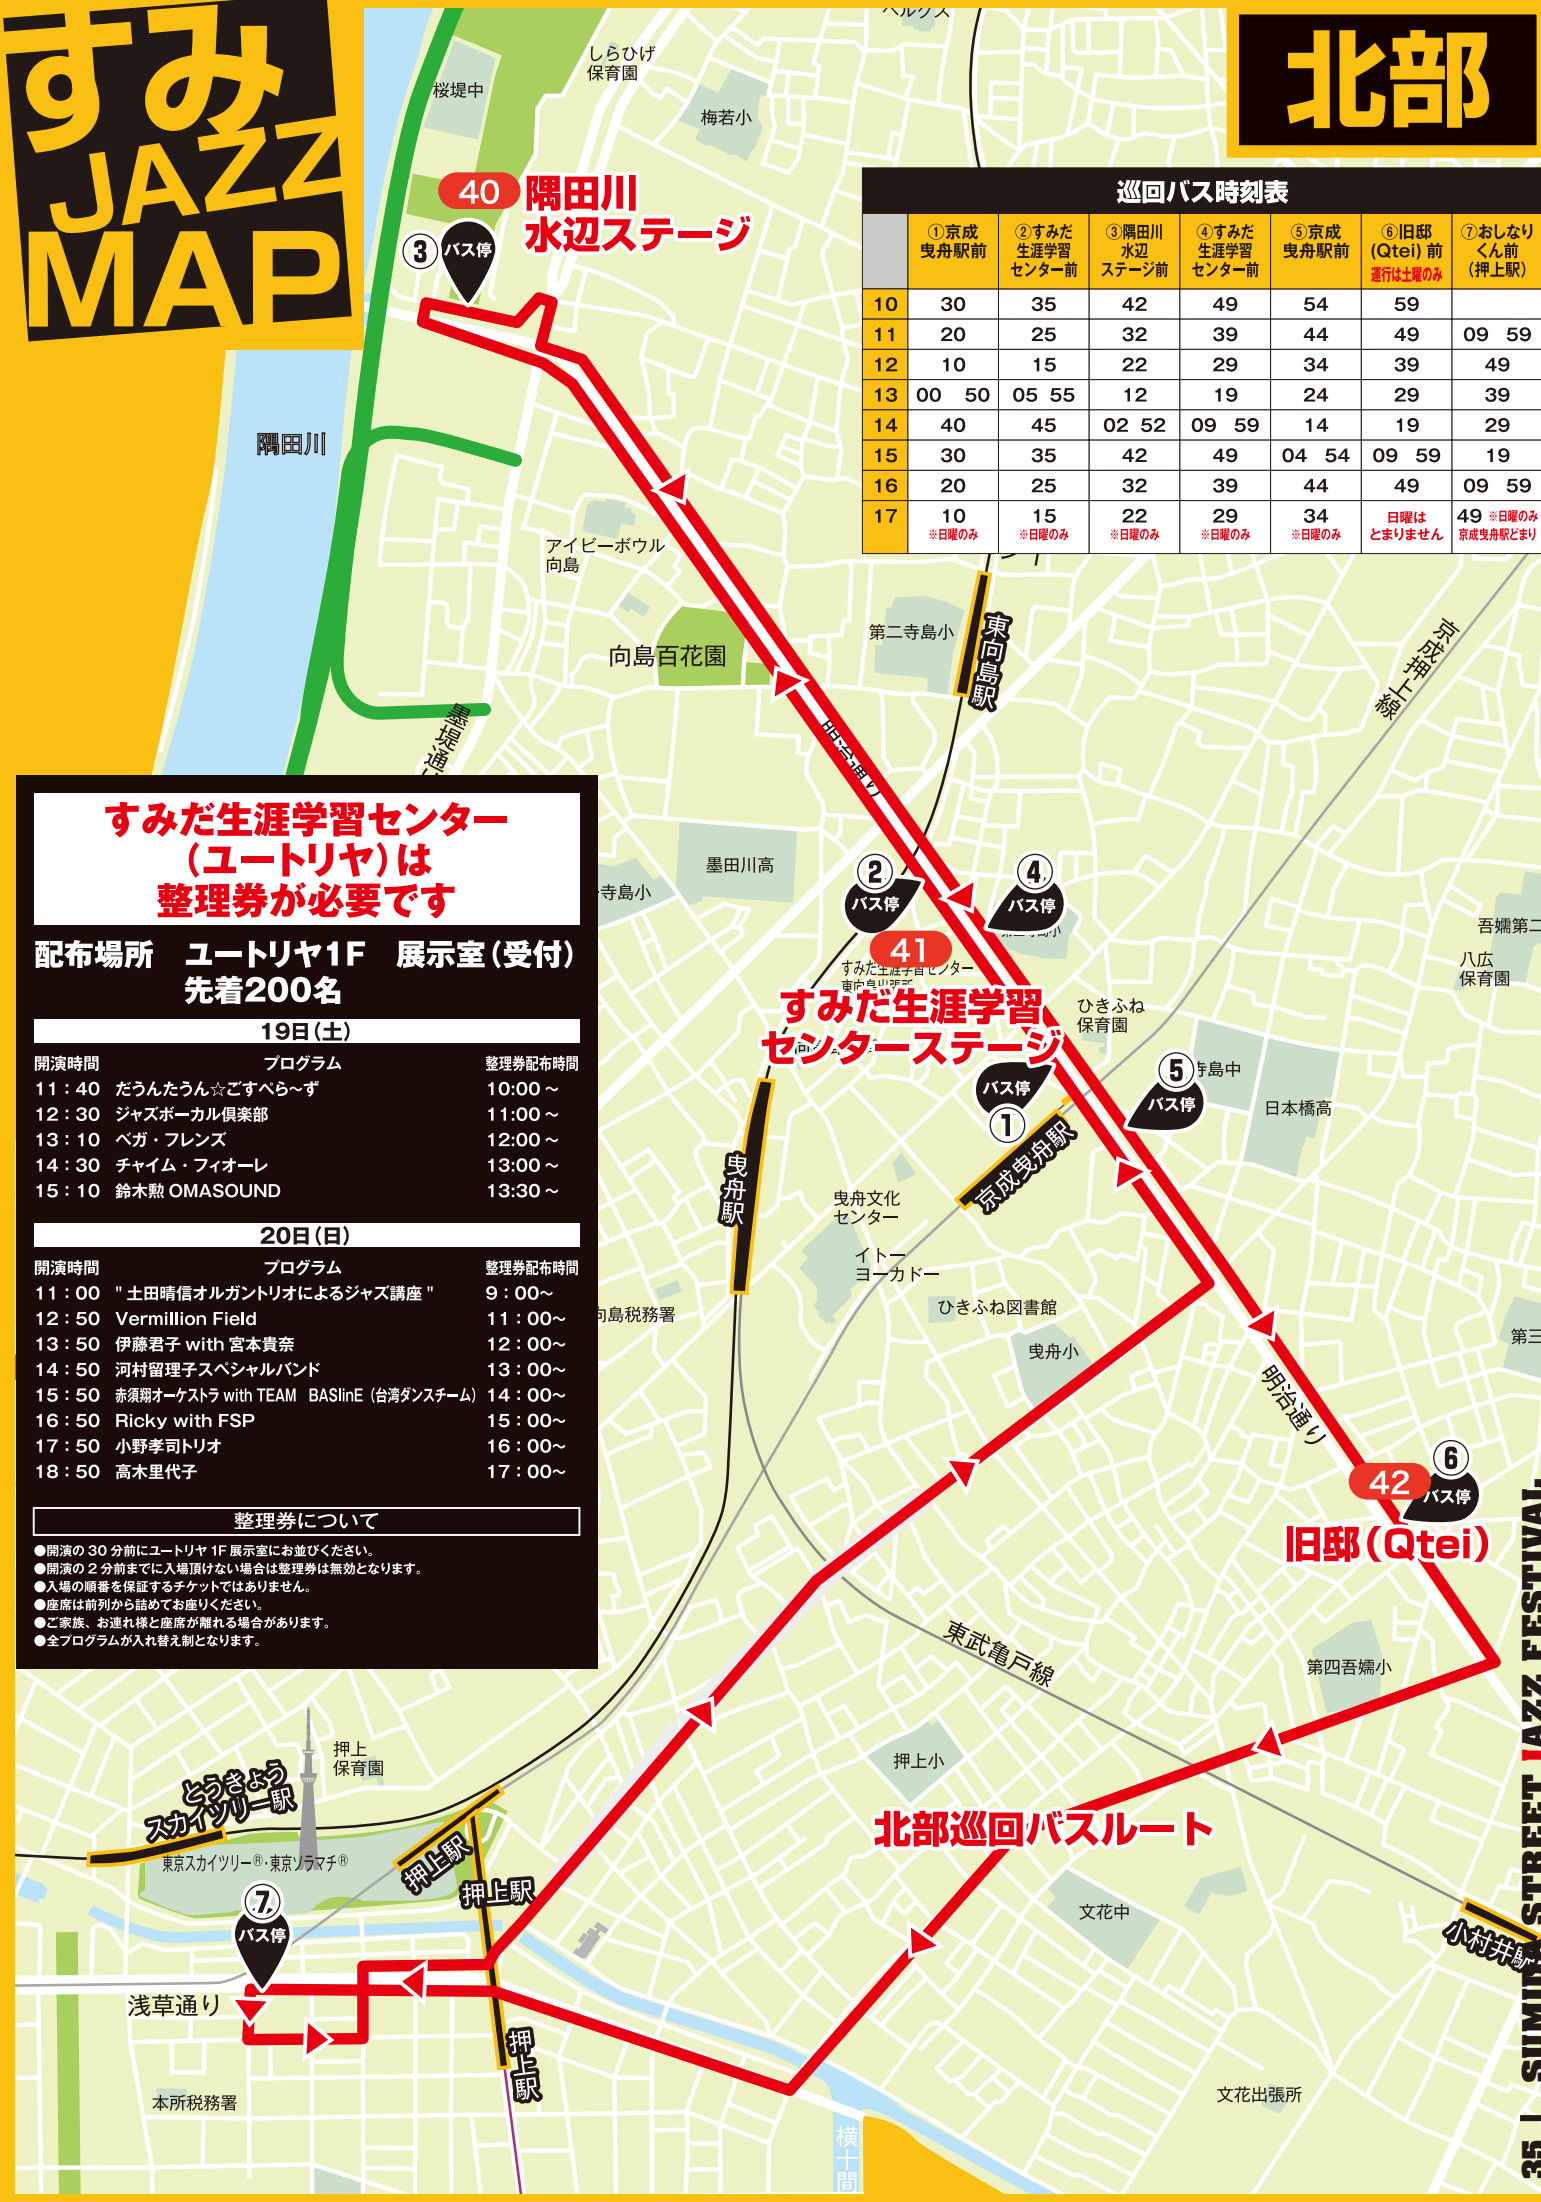 すみ
JAZZ
MAP
北部
巡回バス時刻表
①京成曳舟駅前 ②すみだ生涯学習センター前 ③隅田川水辺ステージ前 ④すみだ生涯学習センター前 ⑤京成曳舟駅前 ⑥旧邸(Qtei)前 運行は土曜のみ ⑦おしなりくん前(押上駅)
10 30 35 42 49 54 59
11 20 25 32 39 44 49 09 59
12 10 15 22 29 34 39 49
13 00 50 05 55 12 19 24 29 39
14 40 45 02 52 09 59 14 19 29
15 30 35 42 49 04 54 09 59 19
16 20 25 32 39 44 49 09 59
17 10 15 22 29 34 日曜は 49 ※日曜のみ
※日曜のみ ※日曜のみ ※日曜のみ ※日曜のみ ※日曜のみ とまりません 京成曳舟駅どまり
桜堤中
しらひげ
保育園
梅若小
40 隅田川
水辺ステージ
③ バス停
隅田川
アイビーボウル
向島
向島百花園
第二寺島小
東向島駅
京成押上線
墨堤通り
明治通り
墨田川高
寺島小
② バス停
④ バス停
41
すみだ生涯学習センター
すみだ生涯学習
センターステージ
ひきふね
保育園
吾嬬第二
八広
保育園
バス停 ①
⑤ バス停
寺島中
日本橋高
京成曳舟駅
曳舟駅
曳舟文化
センター
イトー
ヨーカドー
ひきふね図書館
向島税務署
曳舟小
第三
明治通り
42
⑥ バス停
旧邸(Qtei)
東武亀戸線
第四吾嬬小
押上小
北部巡回バスルート
文花中
小村井駅
文花出張所
横十間
すみだ生涯学習センター
(ユートリヤ)は
整理券が必要です
配布場所 ユートリヤ1F 展示室(受付)
先着200名
19日(土)
開演時間 プログラム 整理券配布時間
11:40 だうんたうん☆ごすぺら~ず 10:00~
12:30 ジャズボーカル倶楽部 11:00~
13:10 ベガ・フレンズ 12:00~
14:30 チャイム・フィオーレ 13:00~
15:10 鈴木勲 OMASOUND 13:30~
20日(日)
開演時間 プログラム 整理券配布時間
11:00 "土田晴信オルガントリオによるジャズ講座" 9:00~
12:50 Vermillion Field 11:00~
13:50 伊藤君子 with 宮本貴奈 12:00~
14:50 河村留理子スペシャルバンド 13:00~
15:50 赤須翔オーケストラ with TEAM BASlinE(台湾ダンスチーム) 14:00~
16:50 Ricky with FSP 15:00~
17:50 小野孝司トリオ 16:00~
18:50 高木里代子 17:00~
整理券について
●開演の30分前にユートリヤ1F展示室にお並びください。
●開演の2分前までに入場頂けない場合は整理券は無効となります。
●入場の順番を保証するチケットではありません。
●座席は前列から詰めてお座りください。
●ご家族、お連れ様と座席が離れる場合があります。
●全プログラムが入れ替え制となります。
押上
保育園
とうきょう
スカイツリー駅
東京スカイツリー®・東京ソラマチ®
押上駅
押上駅
⑦ バス停
浅草通り
押上駅
本所税務署
35 | SUMIDA STREET JAZZ FESTIVAL